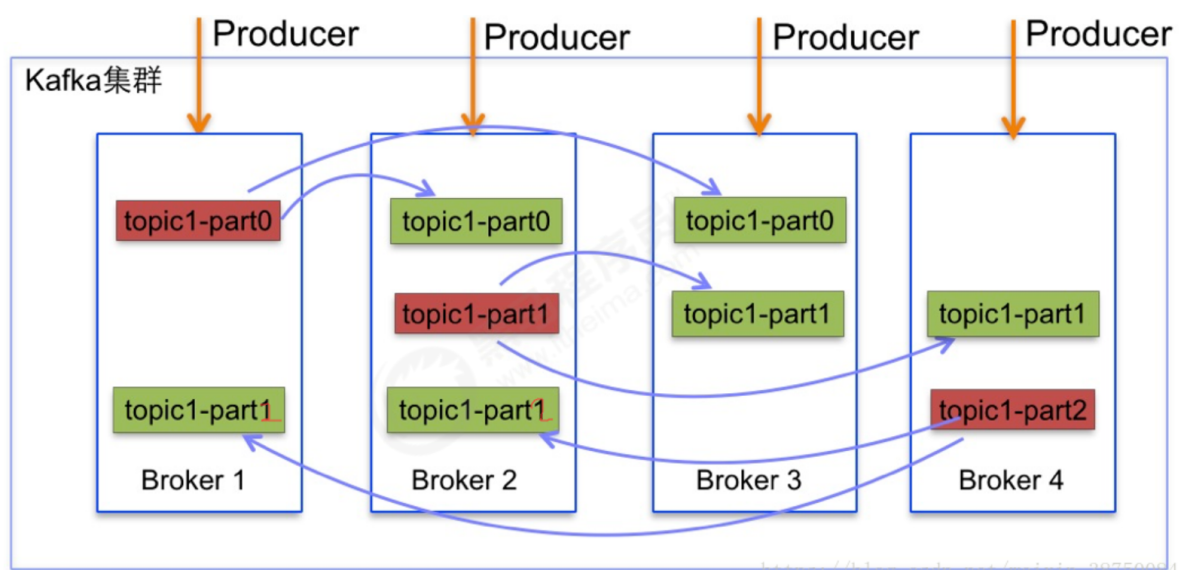 Producer
Producer
Producer
Producer
Kafka集群
topic1-part0
topic1-part0
topic1-part0
topic1-part1
topic1-part1
topic1-part1
topic1-part1
topic1-part1
topic1-part2
Broker 1
Broker 2
Broker 3
Broker 4